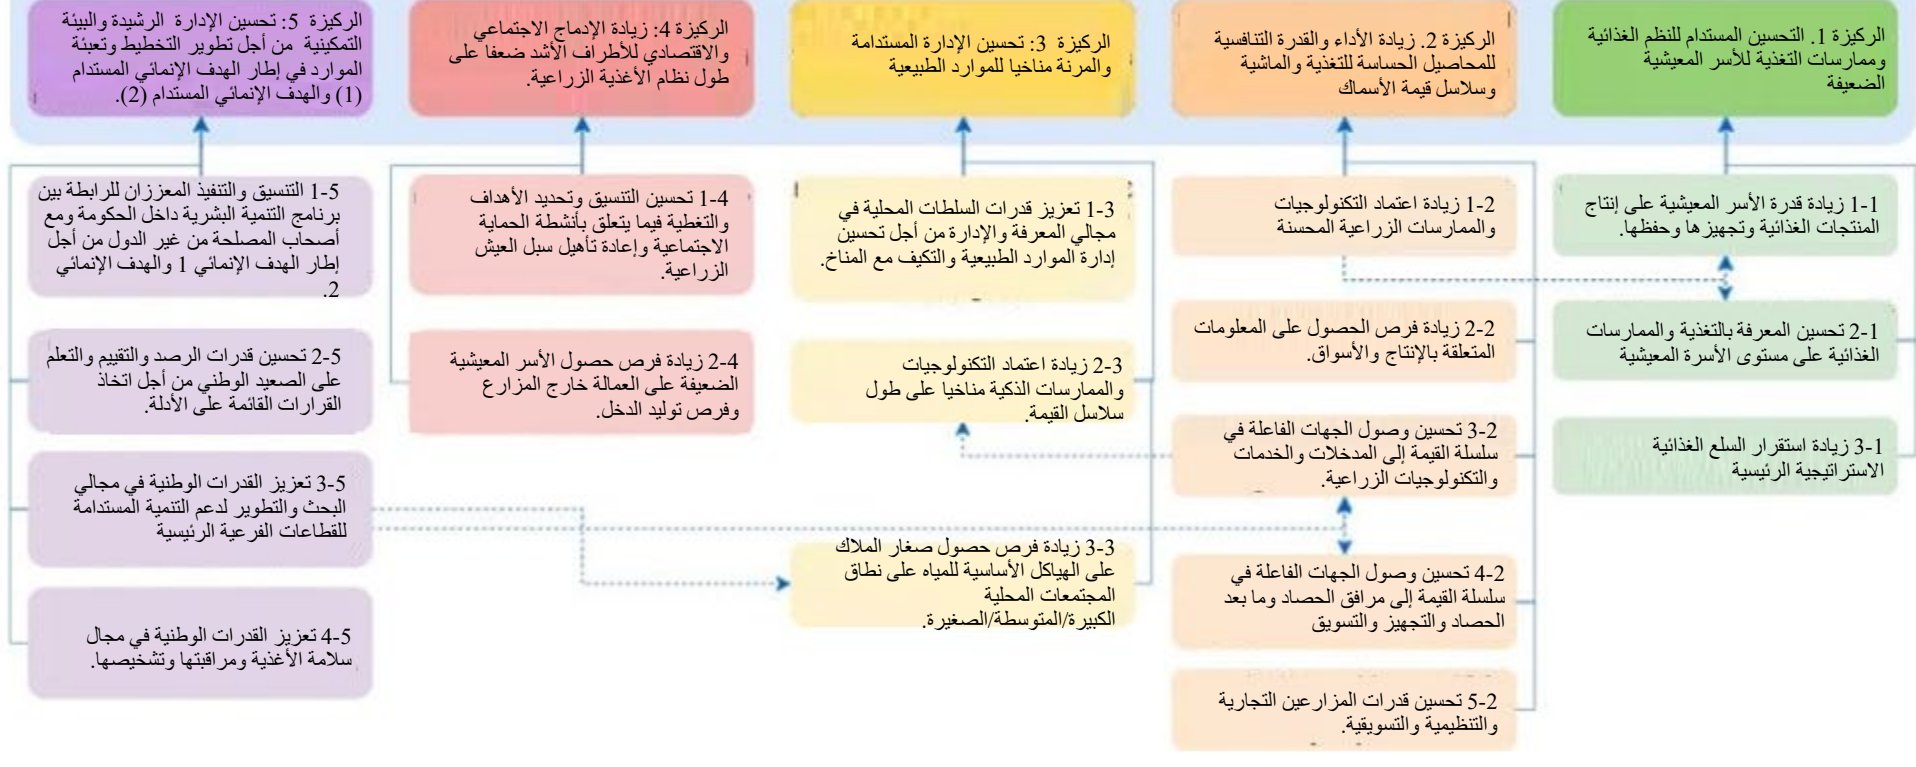 الركيزة 1. التحسين المستدام للنظم الغذائية
وممارسات التغذية للأسر المعيشية
الضعيفة
الركيزة 2. زيادة الأداء والقدرة التنافسية
للمحاصيل الحساسة للتغذية والماشية
وسلاسل قيمة الأسماك
الركيزة 3: تحسين الإدارة المستدامة
والمرنة مناخيا للموارد الطبيعية
الركيزة 4: زيادة الإدماج الاجتماعي
والاقتصادي للأطراف الأشد ضعفا على
طول نظام الأغذية الزراعية.
الركيزة 5: تحسين الإدارة الرشيدة والبيئة
التمكينية من أجل تطوير التخطيط وتعبئة
الموارد في إطار الهدف الإنمائي المستدام
(1) والهدف الإنمائي المستدام (2).
1-1 زيادة قدرة الأسر المعيشية على إنتاج
المنتجات الغذائية وتجهيزها وحفظها.
2-1 تحسين المعرفة بالتغذية والممارسات
الغذائية على مستوى الأسرة المعيشية
3-1 زيادة استقرار السلع الغذائية
الاستراتيجية الرئيسية
1-2 زيادة اعتماد التكنولوجيات
والممارسات الزراعية المحسنة
2-2 زيادة فرص الحصول على المعلومات
المتعلقة بالإنتاج والأسواق.
3-2 تحسين وصول الجهات الفاعلة في
سلسلة القيمة إلى المدخلات والخدمات
والتكنولوجيات الزراعية.
4-2 تحسين وصول الجهات الفاعلة في
سلسلة القيمة إلى مرافق الحصاد وما بعد
الحصاد والتجهيز والتسويق
5-2 تحسين قدرات المزارعين التجارية
والتنظيمية والتسويقية.
1-3 تعزيز قدرات السلطات المحلية في
مجالي المعرفة والإدارة من أجل تحسين
إدارة الموارد الطبيعية والتكيف مع المناخ.
2-3 زيادة اعتماد التكنولوجيات
والممارسات الذكية مناخيا على طول
سلاسل القيمة.
3-3 زيادة فرص حصول صغار الملاك
على الهياكل الأساسية للمياه على نطاق
المجتمعات المحلية
الكبيرة/المتوسطة/الصغيرة.
1-4 تحسين التنسيق وتحديد الأهداف
والتغطية فيما يتعلق بأنشطة الحماية
الاجتماعية وإعادة تأهيل سبل العيش
الزراعية.
2-4 زيادة فرص حصول الأسر المعيشية
الضعيفة على العمالة خارج المزارع
وفرص توليد الدخل.
1-5 التنسيق والتنفيذ المعززان للرابطة بين
برنامج التنمية البشرية داخل الحكومة ومع
أصحاب المصلحة من غير الدول من أجل
إطار الهدف الإنمائي 1 والهدف الإنمائي
2.
2-5 تحسين قدرات الرصد والتقييم والتعلم
على الصعيد الوطني من أجل اتخاذ
القرارات القائمة على الأدلة.
3-5 تعزيز القدرات الوطنية في مجالي
البحث والتطوير لدعم التنمية المستدامة
للقطاعات الفرعية الرئيسية
4-5 تعزيز القدرات الوطنية في مجال
سلامة الأغذية ومراقبتها وتشخيصها.